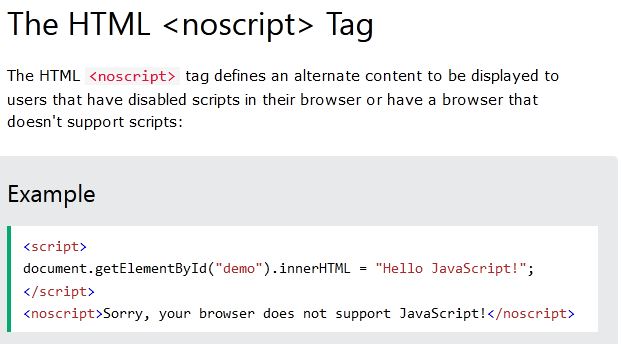 The HTML <noscript> Tag
The HTML <noscript> tag defines an alternate content to be displayed to
users that have disabled scripts in their browser or have a browser that
doesn't support scripts:
Example
<script>
document.getElementById("demo").innerHTML = "Hello JavaScript!";
</script>
<noscript>Sorry, your browser does not support JavaScript!</noscript>